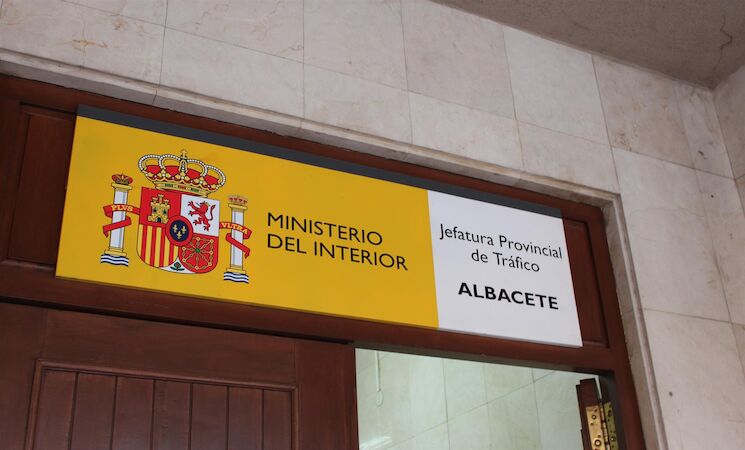 PLVS
VLTRA
MINISTERIO
DEL INTERIOR
Jefatura Provincial
de Tráfico
ALBACETE